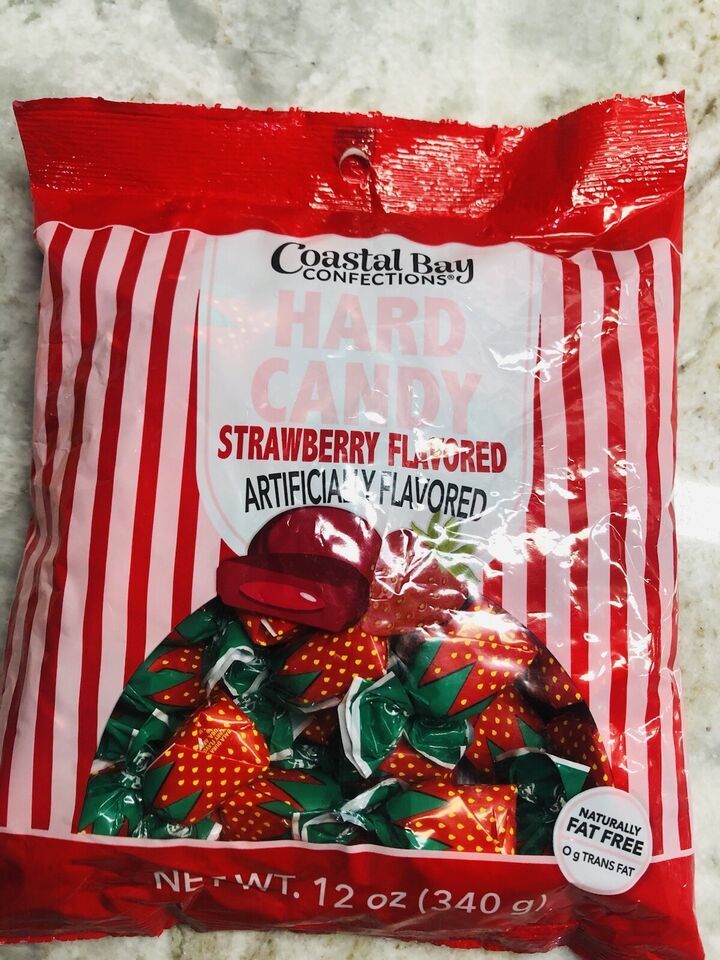 Coastal Bay
CONFECTIONS®
HARD
CANDY
STRAWBERRY FLAVORED
ARTIFICIALLY FLAVORED
NATURALLY
FAT FREE
0 g TRANS FAT
NET WT. 12 oz (340 g)